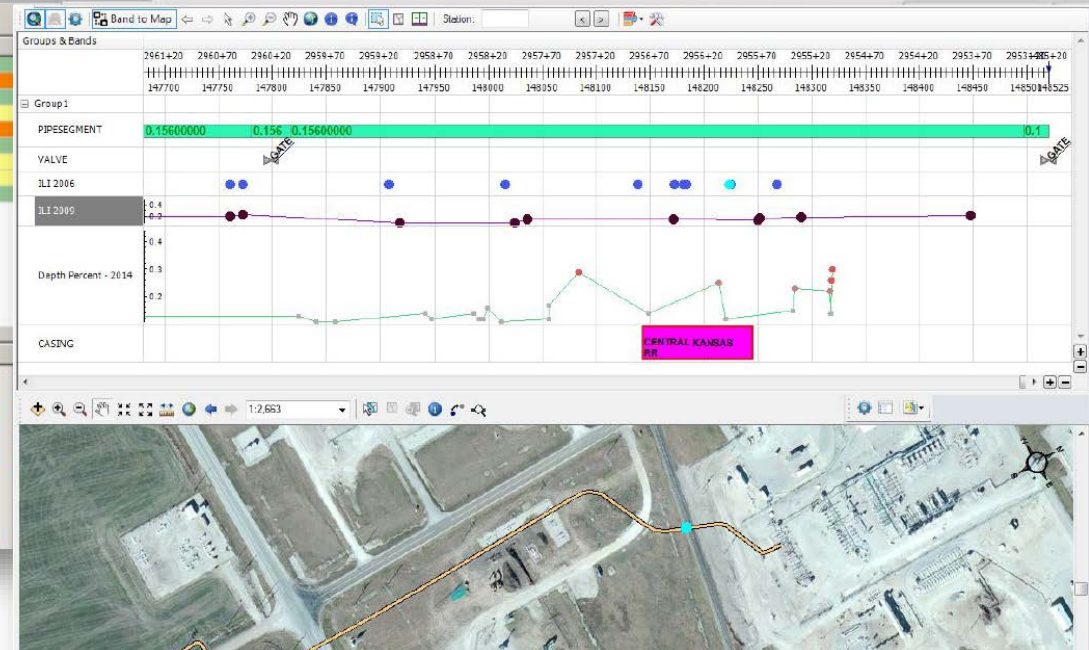 Band to Map Station: < >
Groups & Bands
2961+20 2960+70 2960+20 2959+70 2959+20 2958+70 2958+20 2957+70 2957+20 2956+70 2956+20 2955+70 2955+20 2954+70 2954+20 2953+70
147700 147750 147800 147850 147900 147950 148000 148050 148100 148150 148200 148250 148300 148350 148400 148450 148525
Group1
PIPESEGMENT 0.15600000 0.156 0.15600000 0.1
VALVE GATE GATE
ILI 2006
ILI 2009 0.4
0.2
0.4
Depth Percent - 2014 0.3
0.2
CASING CENTRAL KANSAS
RR
1:2,663